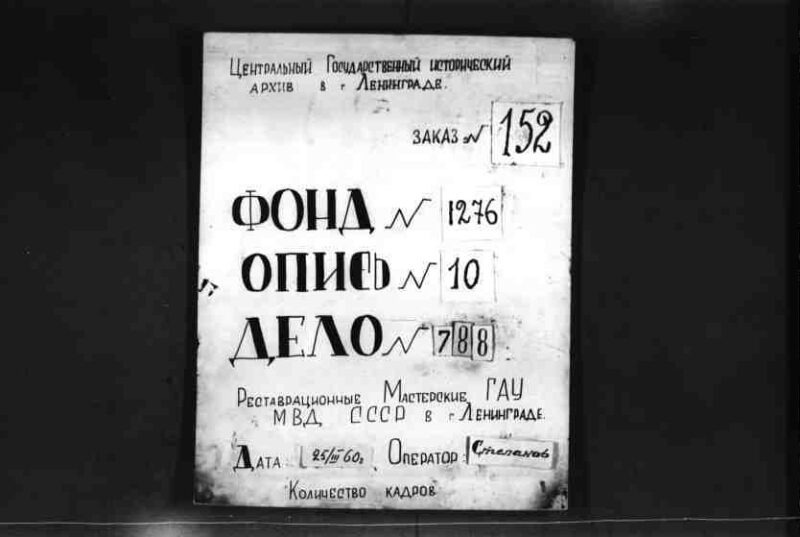 Центральный Государственный исторический
архив в г Ленинграде.
заказ № 152
ФОНД № 1276
ОПИСЬ № 10
ДЕЛО № 788
Реставрационные Мастерские ГАУ
МВД СССР в г Ленинграде.
Дата 25/III 60г. Оператор: Степанов
Количество кадров